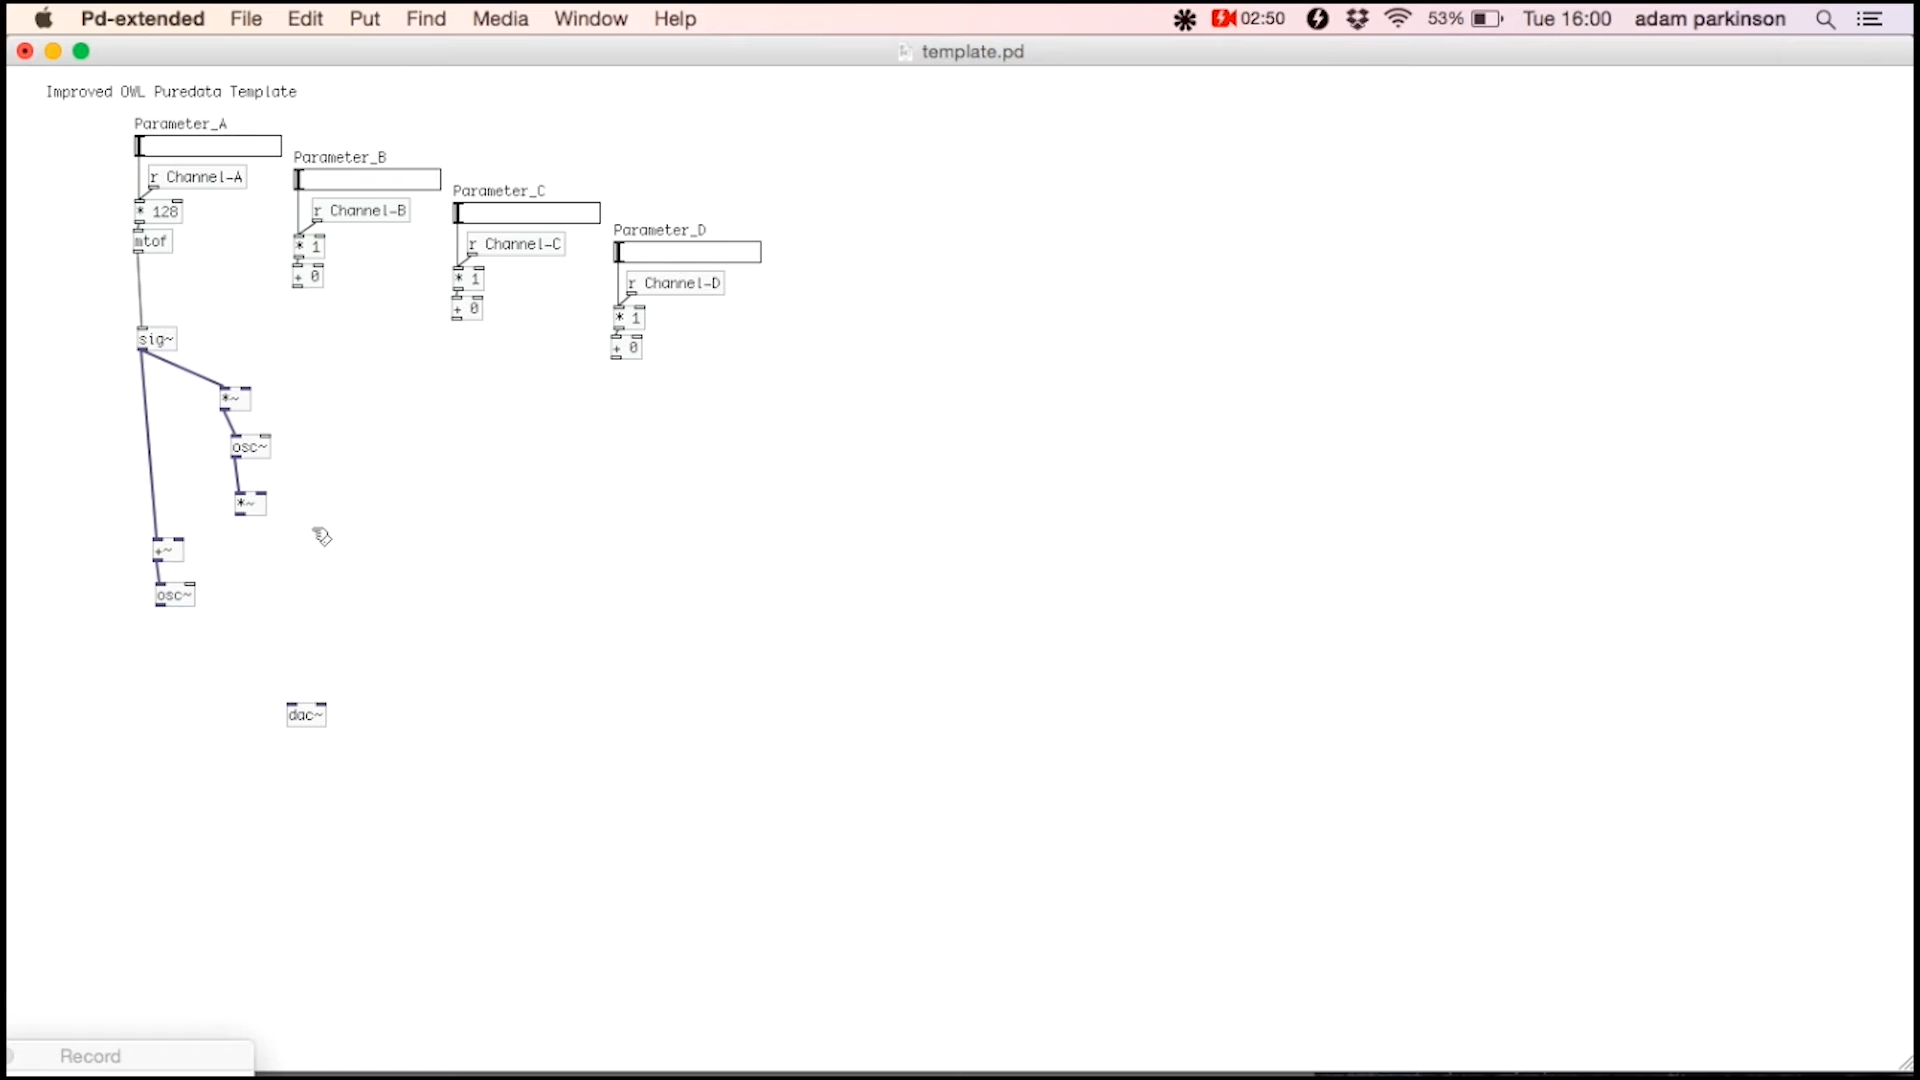 Pd-extended File Edit Put Find Media Window Help 02:50 53% Tue 16:00 adam parkinson
template.pd
Improved OWL Puredata Template
Parameter_A
r Channel-A
* 128
mtof
Parameter_B
r Channel-B
* 1
+ 0
Parameter_C
r Channel-C
* 1
+ 0
Parameter_D
r Channel-D
* 1
+ 0
sig~
*~
osc~
*~
+~
osc~
dac~
Record